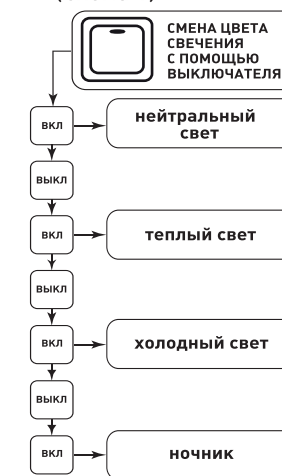 СМЕНА ЦВЕТА
СВЕЧЕНИЯ
С ПОМОЩЬЮ
ВЫКЛЮЧАТЕЛЯ
ВКЛ
нейтральный
свет
ВЫКЛ
ВКЛ
теплый свет
ВЫКЛ
ВКЛ
холодный свет
ВЫКЛ
ВКЛ
ночник